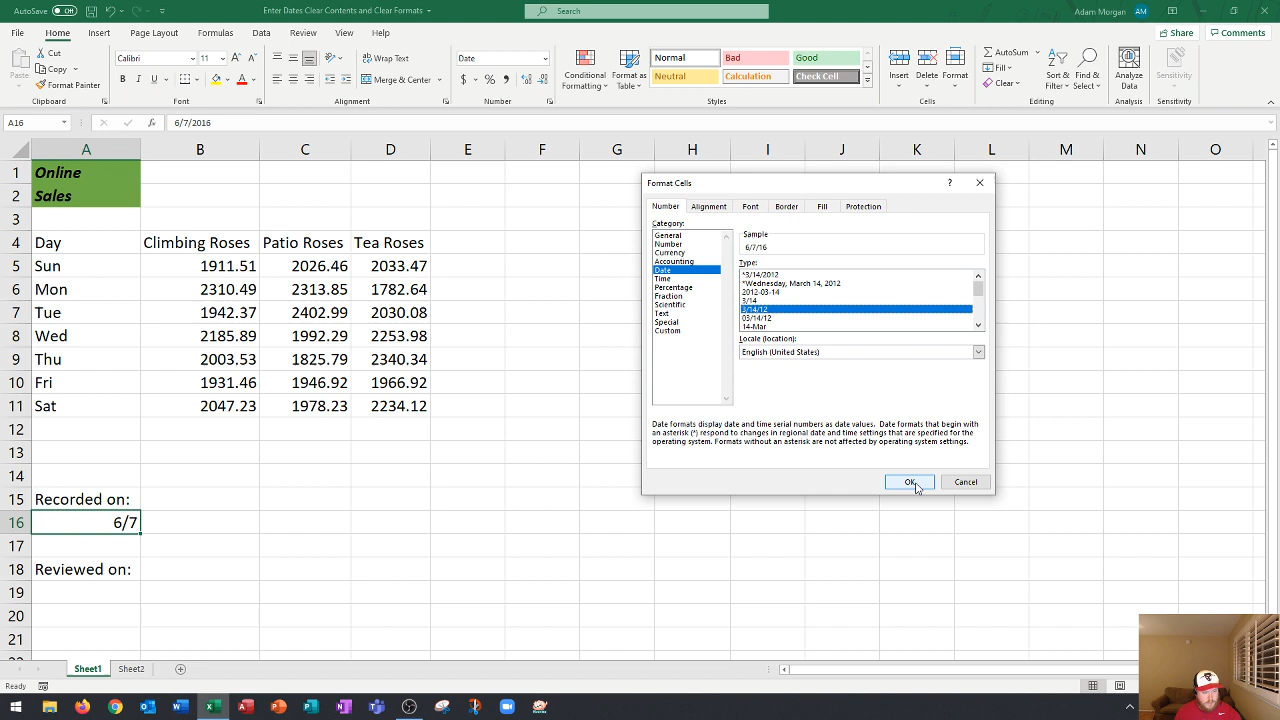 AutoSave Off
Enter Dates Clear Contents and Clear Formats
Search
Adam Morgan AM
File Home Insert Page Layout Formulas Data Review View Help
Share Comments
Paste
Cut
Copy
Format Painter
Clipboard
Calibri 11
B I U
Font
Wrap Text
Merge & Center
Alignment
Date
$ % ,
Number
Conditional Formatting
Format as Table
Normal Bad Good
Neutral Calculation Check Cell
Styles
Insert Delete Format
Cells
AutoSum
Fill
Clear
Sort & Filter
Find & Select
Editing
Analyze Data
Analysis
Sensitivity
Sensitivity
A16 fx 6/7/2016
A B C D E F G H I J K L M N O
1 Online
2 Sales
3
4 Day Climbing Roses Patio Roses Tea Roses
5 Sun 1911.51 2026.46 2033.47
6 Mon 2310.49 2313.85 1782.64
7 Tue 1942.37 2402.99 2030.08
8 Wed 2185.89 1992.29 2253.98
9 Thu 2003.53 1825.79 2340.34
10 Fri 1931.46 1946.92 1966.92
11 Sat 2047.23 1978.23 2234.12
12
13
14
15 Recorded on:
16 6/7
17
18 Reviewed on:
19
20
21
Format Cells
? ×
Number Alignment Font Border Fill Protection
Category:
General
Number
Currency
Accounting
Date
Time
Percentage
Fraction
Scientific
Text
Special
Custom
Sample
6/7/16
Type:
*3/14/2012
*Wednesday, March 14, 2012
2012-03-14
3/14
3/14/12
03/14/12
14-Mar
Locale (location):
English (United States)
Date formats display date and time serial numbers as date values. Date formats that begin with
an asterisk (*) respond to changes in regional date and time settings that are specified for the
operating system. Formats without an asterisk are not affected by operating system settings.
OK Cancel
Sheet1 Sheet2
Ready